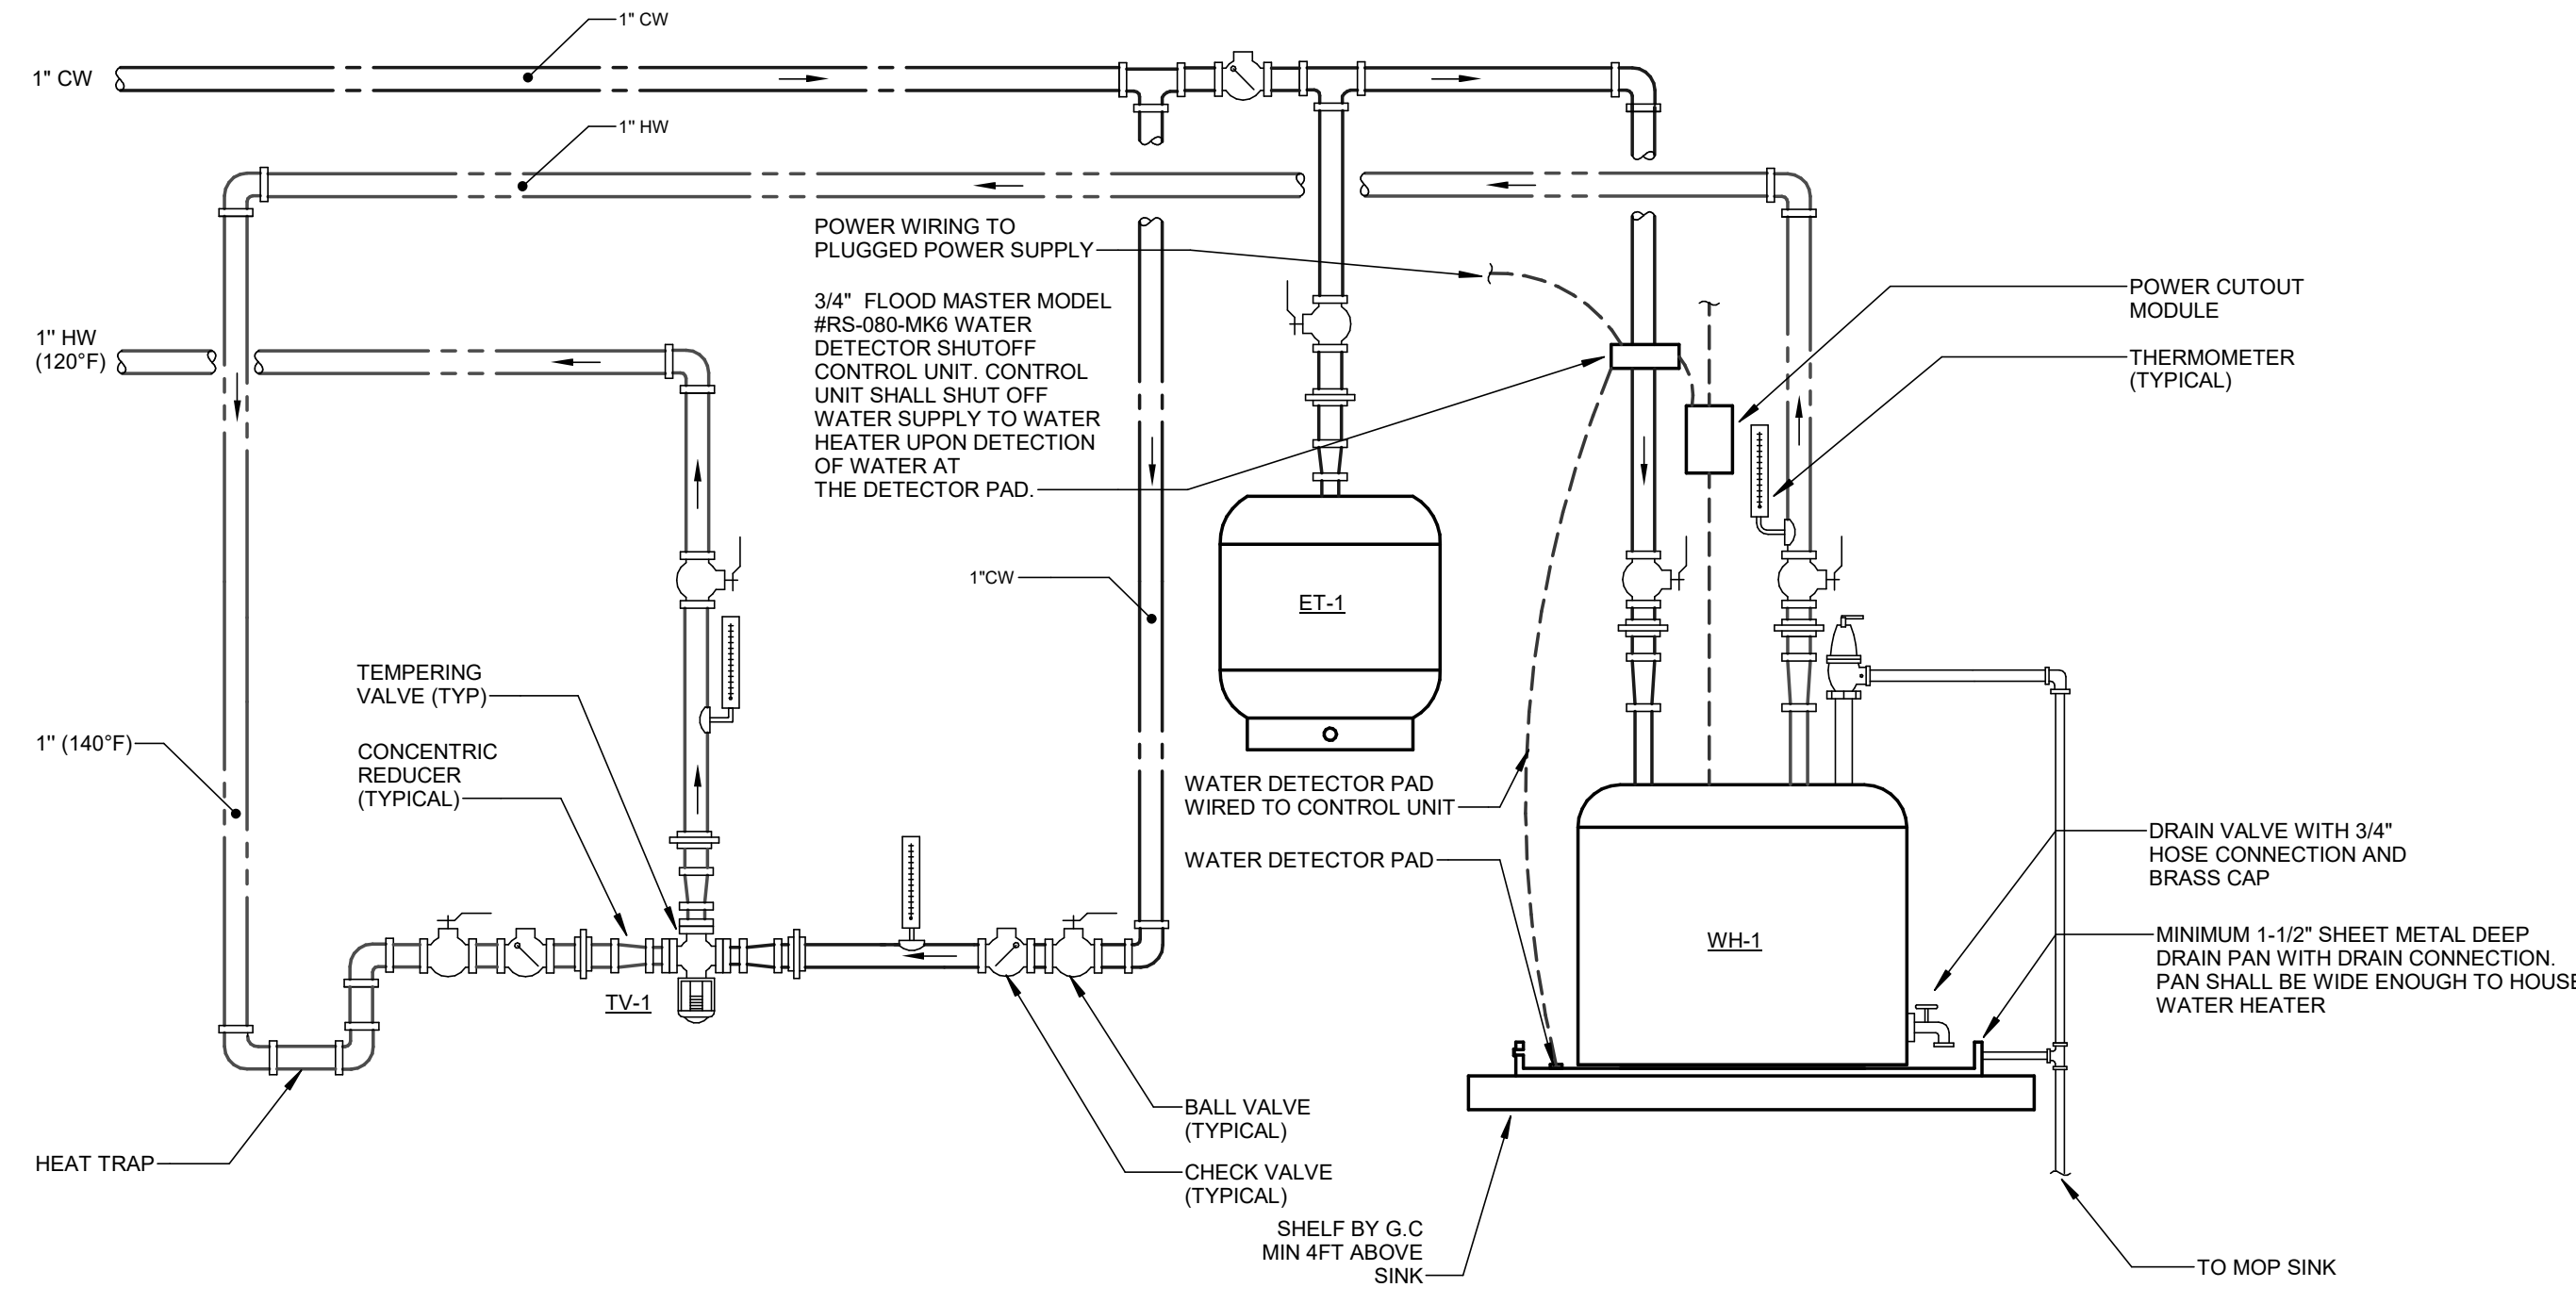 1" CW
1" CW
1" HW
POWER WIRING TO
PLUGGED POWER SUPPLY
3/4" FLOOD MASTER MODEL
#RS-080-MK6 WATER
DETECTOR SHUTOFF
CONTROL UNIT. CONTROL
UNIT SHALL SHUT OFF
WATER SUPPLY TO WATER
HEATER UPON DETECTION
OF WATER AT
THE DETECTOR PAD.
POWER CUTOUT
MODULE
THERMOMETER
(TYPICAL)
1" HW
(120°F)
1"CW
ET-1
TEMPERING
VALVE (TYP)
1" (140°F)
CONCENTRIC
REDUCER
(TYPICAL)
WATER DETECTOR PAD
WIRED TO CONTROL UNIT
WATER DETECTOR PAD
DRAIN VALVE WITH 3/4"
HOSE CONNECTION AND
BRASS CAP
WH-1
MINIMUM 1-1/2" SHEET METAL DEEP
DRAIN PAN WITH DRAIN CONNECTION.
PAN SHALL BE WIDE ENOUGH TO HOUSE
WATER HEATER
TV-1
BALL VALVE
(TYPICAL)
HEAT TRAP
CHECK VALVE
(TYPICAL)
SHELF BY G.C
MIN 4FT ABOVE
SINK
TO MOP SINK